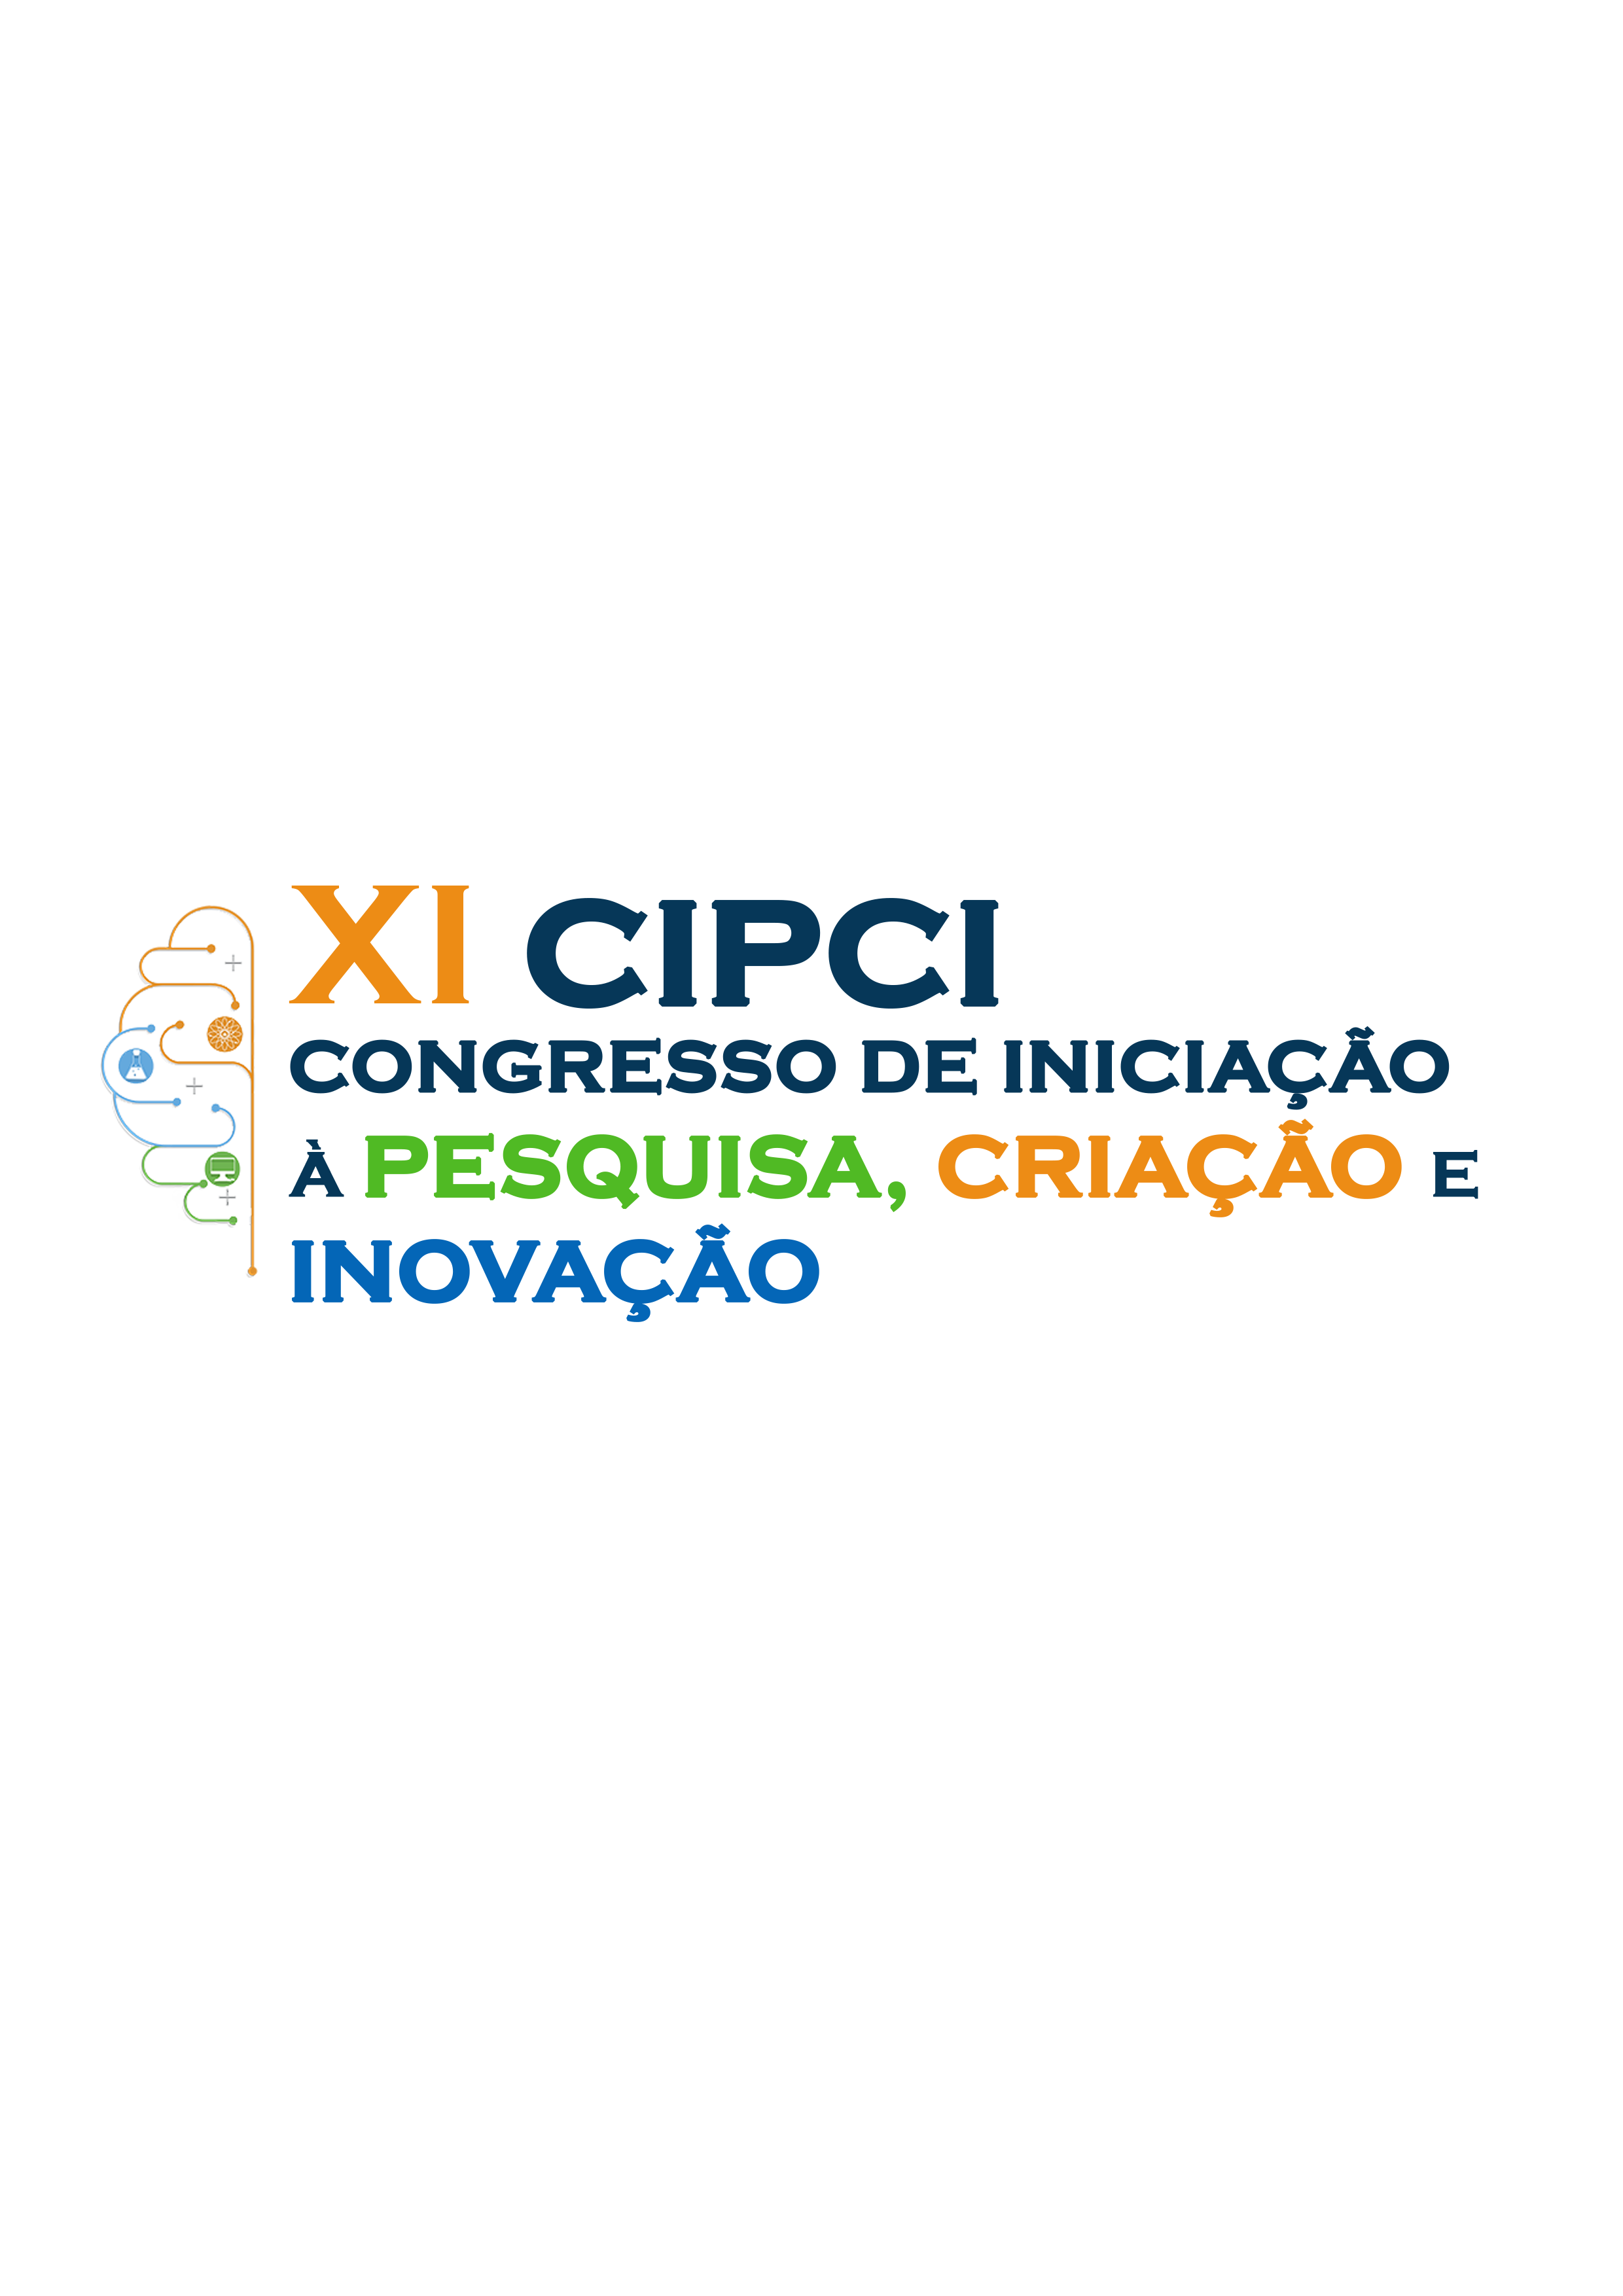 XI CIPCI
CONGRESSO DE INICIAÇÃO
À PESQUISA, CRIAÇÃO E
INOVAÇÃO